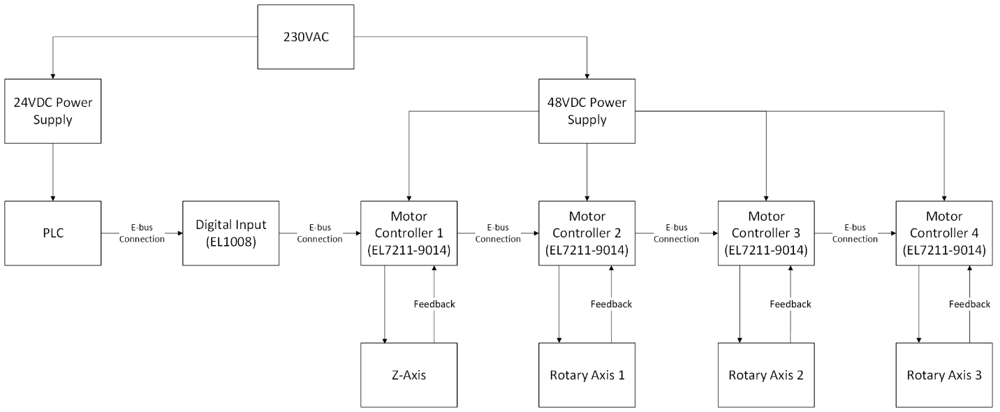 230VAC
24VDC Power
Supply
48VDC Power
Supply
PLC
E-bus
Connection
Digital Input
(EL1008)
E-bus
Connection
Motor
Controller 1
(EL7211-9014)
E-bus
Connection
Motor
Controller 2
(EL7211-9014)
E-bus
Connection
Motor
Controller 3
(EL7211-9014)
E-bus
Connection
Motor
Controller 4
(EL7211-9014)
Feedback
Feedback
Feedback
Feedback
Z-Axis
Rotary Axis 1
Rotary Axis 2
Rotary Axis 3